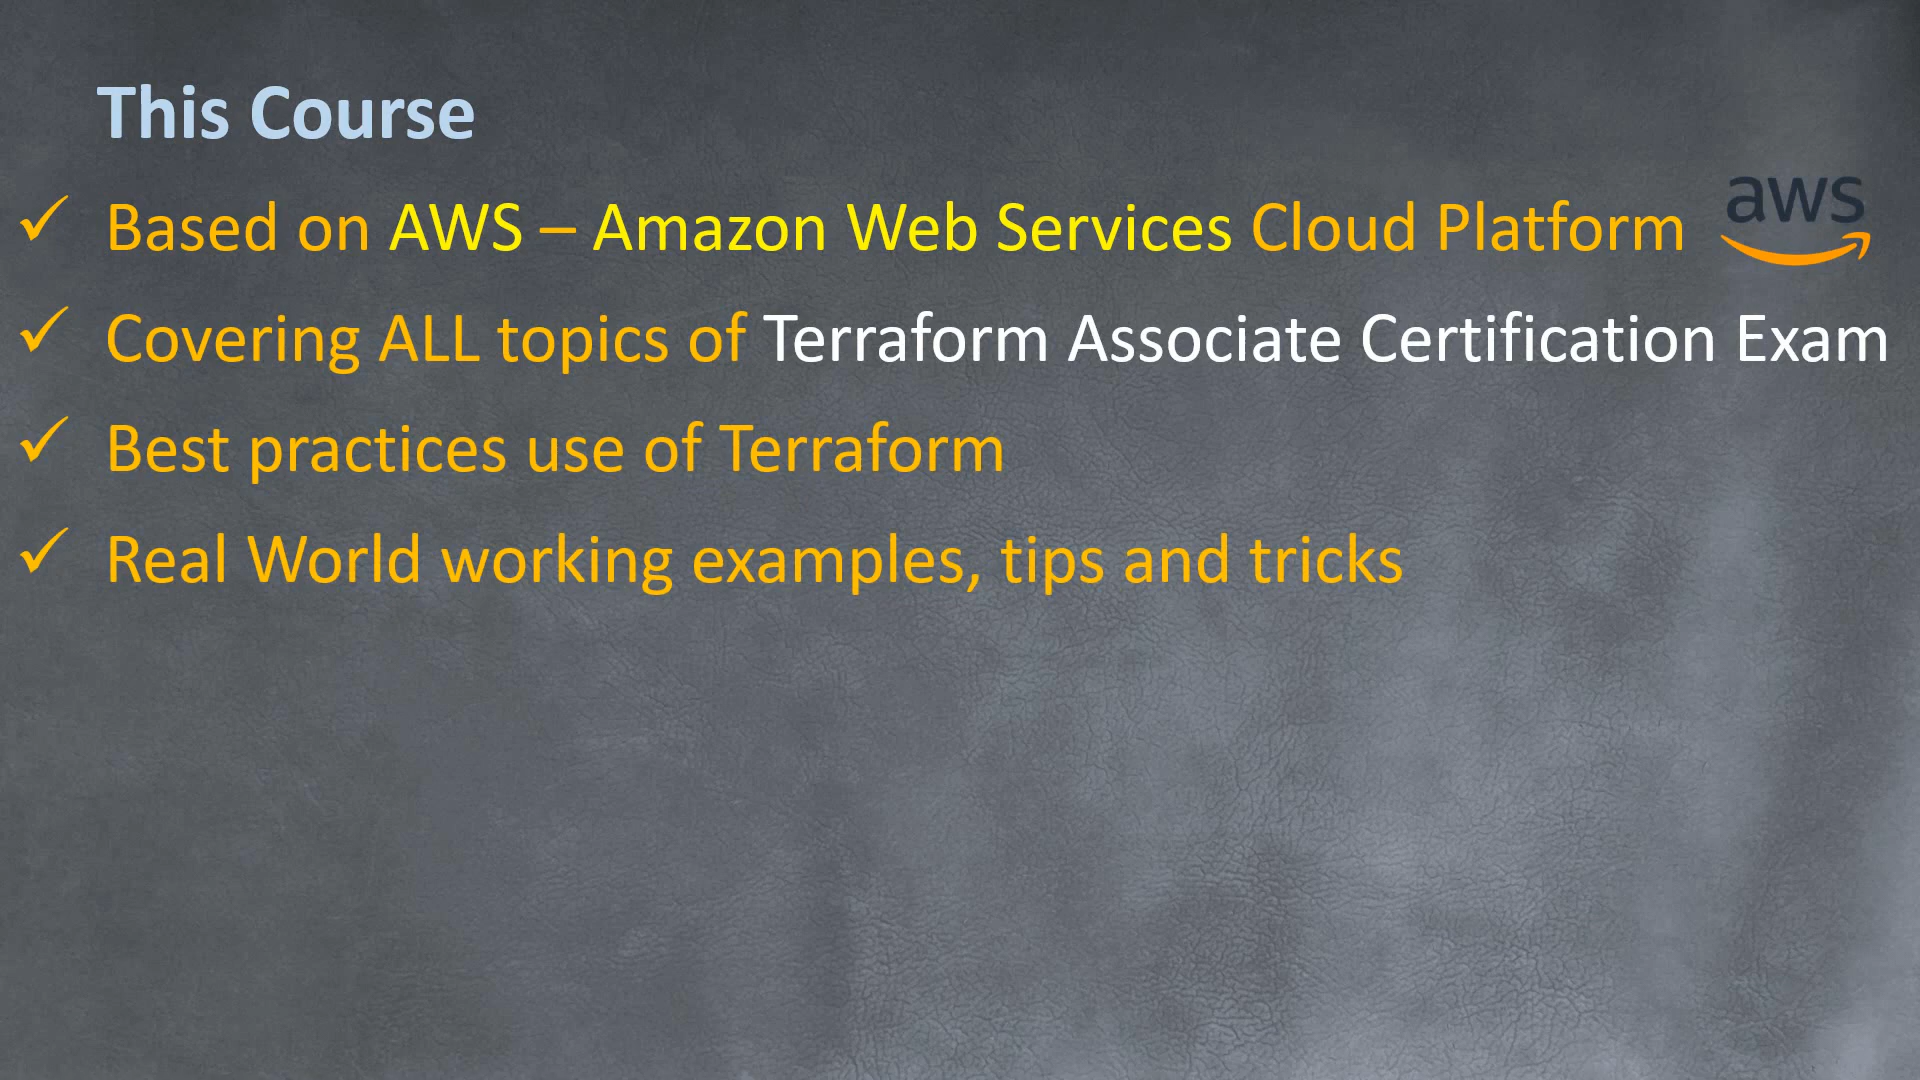 This Course
✓ Based on AWS – Amazon Web Services Cloud Platform
aws
✓ Covering ALL topics of Terraform Associate Certification Exam
✓ Best practices use of Terraform
✓ Real World working examples, tips and tricks